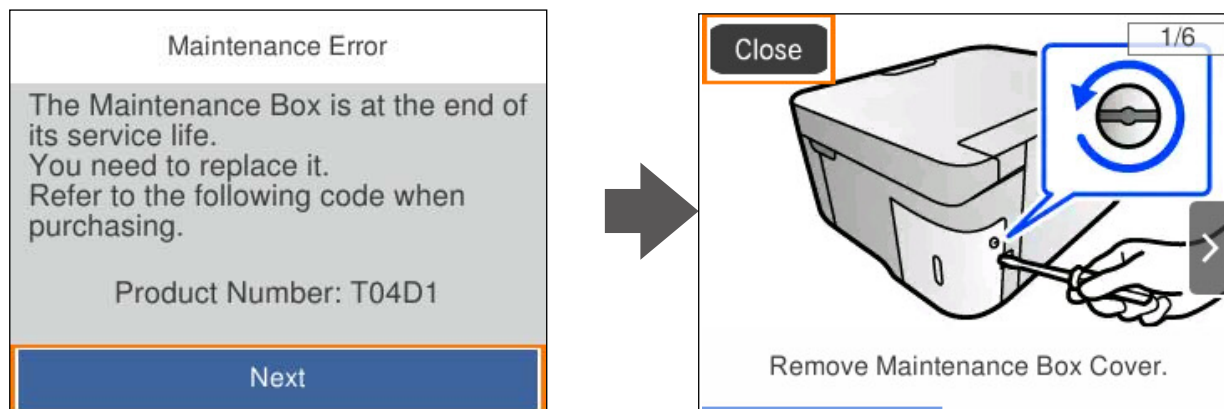 Maintenance Error
The Maintenance Box is at the end of
its service life.
You need to replace it.
Refer to the following code when
purchasing.
Product Number: T04D1
Next
Close
1/6
Remove Maintenance Box Cover.